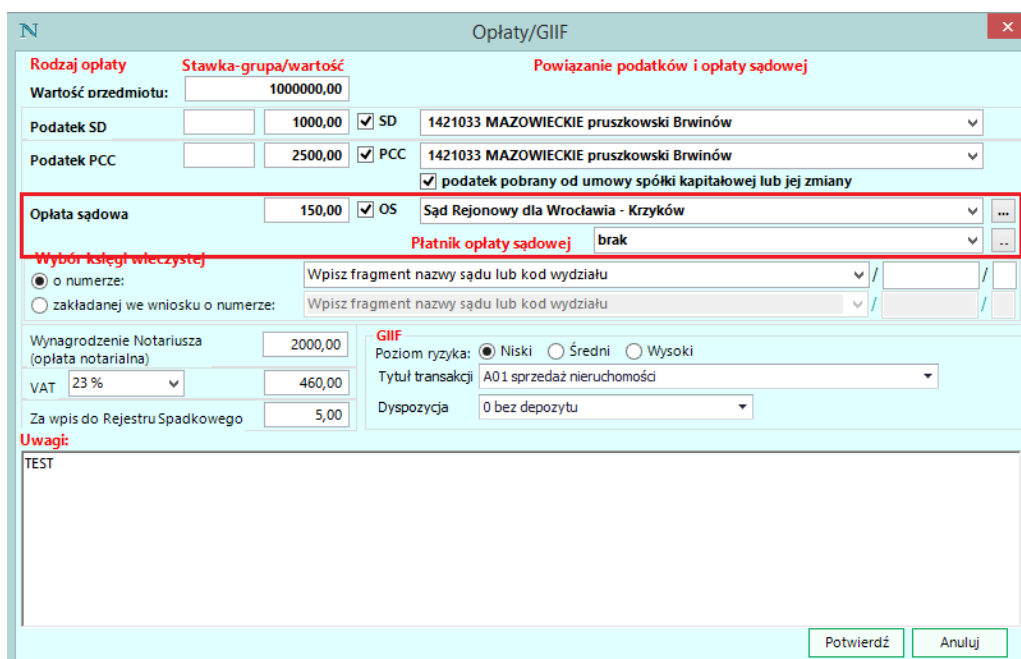 N Opłaty/GIIF ×
Rodzaj opłaty Stawka-grupa/wartość Powiązanie podatków i opłaty sądowej
Wartość przedmiotu: 1000000,00
Podatek SD 1000,00 SD 1421033 MAZOWIECKIE pruszkowski Brwinów
Podatek PCC 2500,00 PCC 1421033 MAZOWIECKIE pruszkowski Brwinów
podatek pobrany od umowy spółki kapitałowej lub jej zmiany
Opłata sądowa 150,00 OS Sąd Rejonowy dla Wrocławia - Krzyków ...
Płatnik opłaty sądowej brak ..
Wybór księgi wieczystej
o numerze: Wpisz fragment nazwy sądu lub kod wydziału / /
zakładanej we wniosku o numerze: Wpisz fragment nazwy sądu lub kod wydziału / /
Wynagrodzenie Notariusza
(opłata notarialna) 2000,00
VAT 23 % 460,00
Za wpis do Rejestru Spadkowego 5,00
GIIF
Poziom ryzyka: Niski Średni Wysoki
Tytuł transakcji A01 sprzedaż nieruchomości
Dyspozycja 0 bez depozytu
Uwagi:
TEST
Potwierdź Anuluj